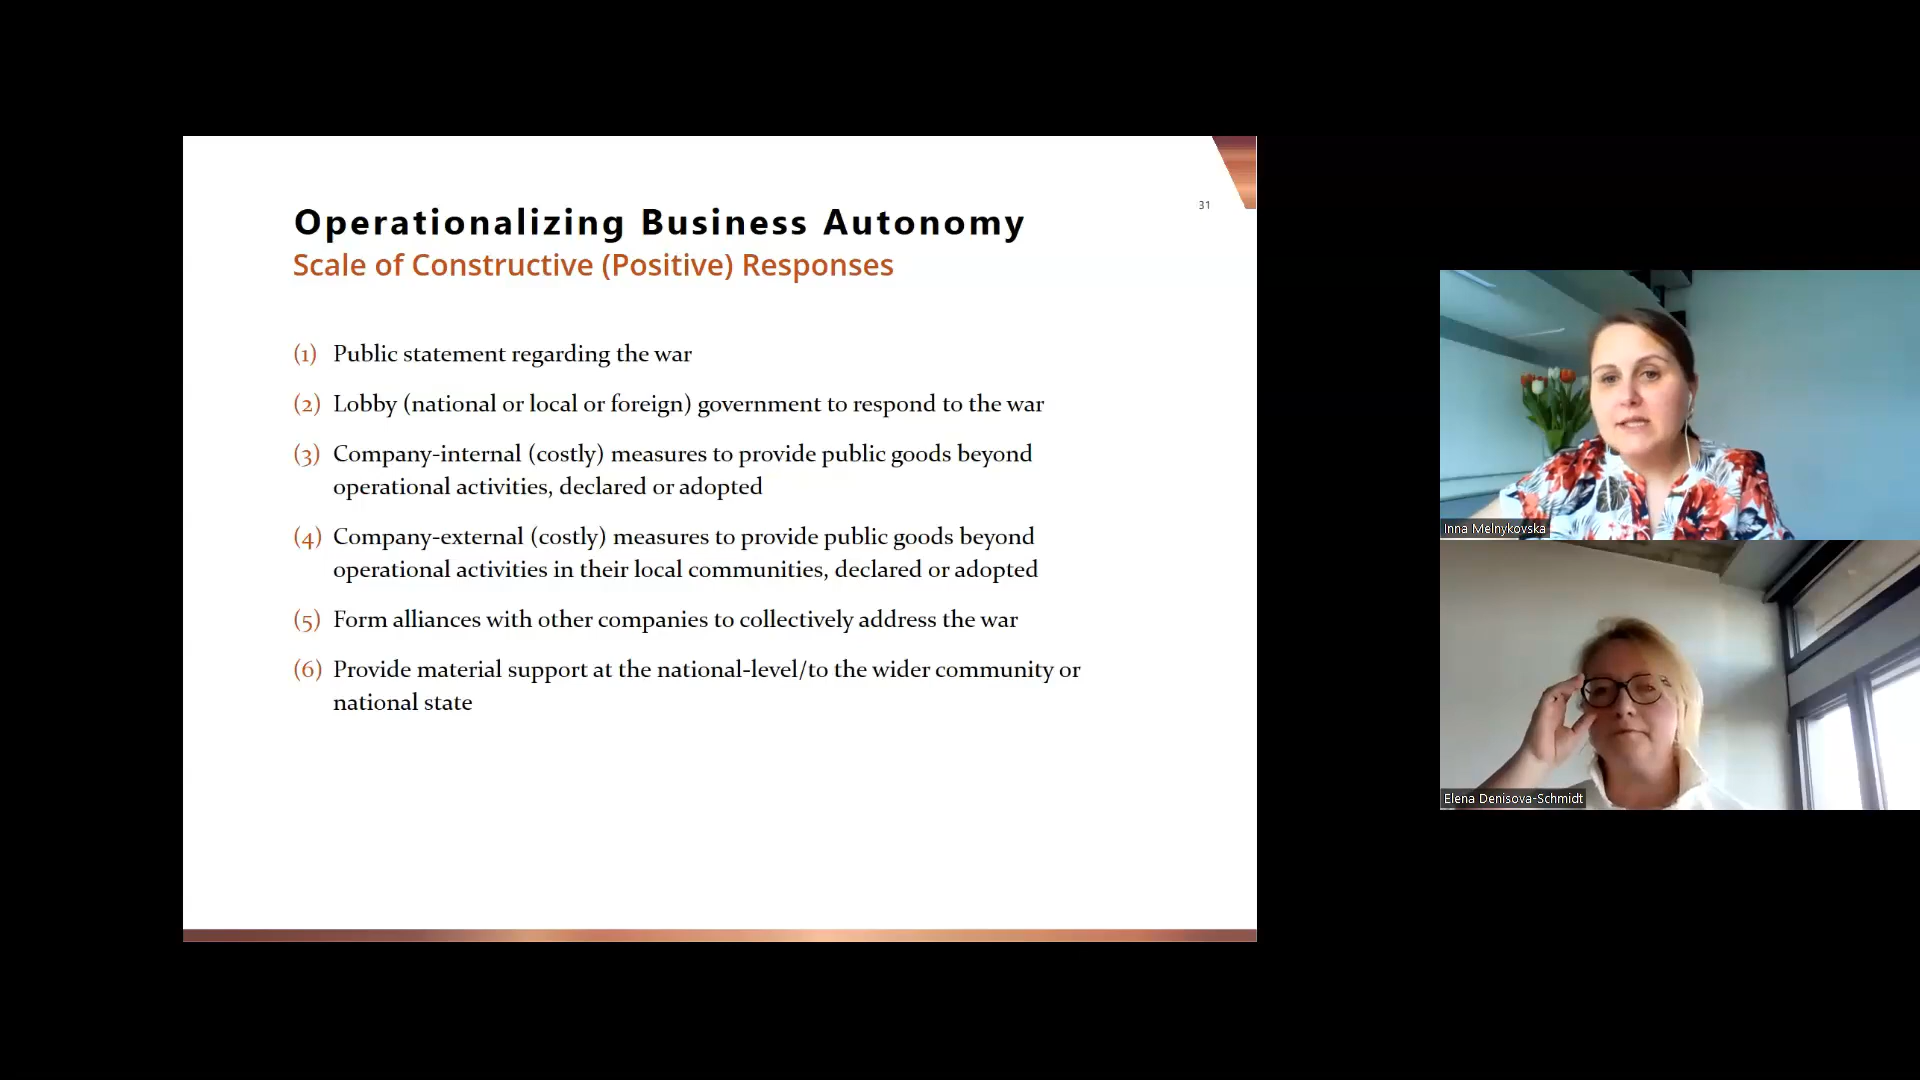 31
Operationalizing Business Autonomy
Scale of Constructive (Positive) Responses
(1) Public statement regarding the war
(2) Lobby (national or local or foreign) government to respond to the war
(3) Company-internal (costly) measures to provide public goods beyond
operational activities, declared or adopted
(4) Company-external (costly) measures to provide public goods beyond
operational activities in their local communities, declared or adopted
(5) Form alliances with other companies to collectively address the war
(6) Provide material support at the national-level/to the wider community or
national state
Inna Melnykovska
Elena Denisova-Schmidt